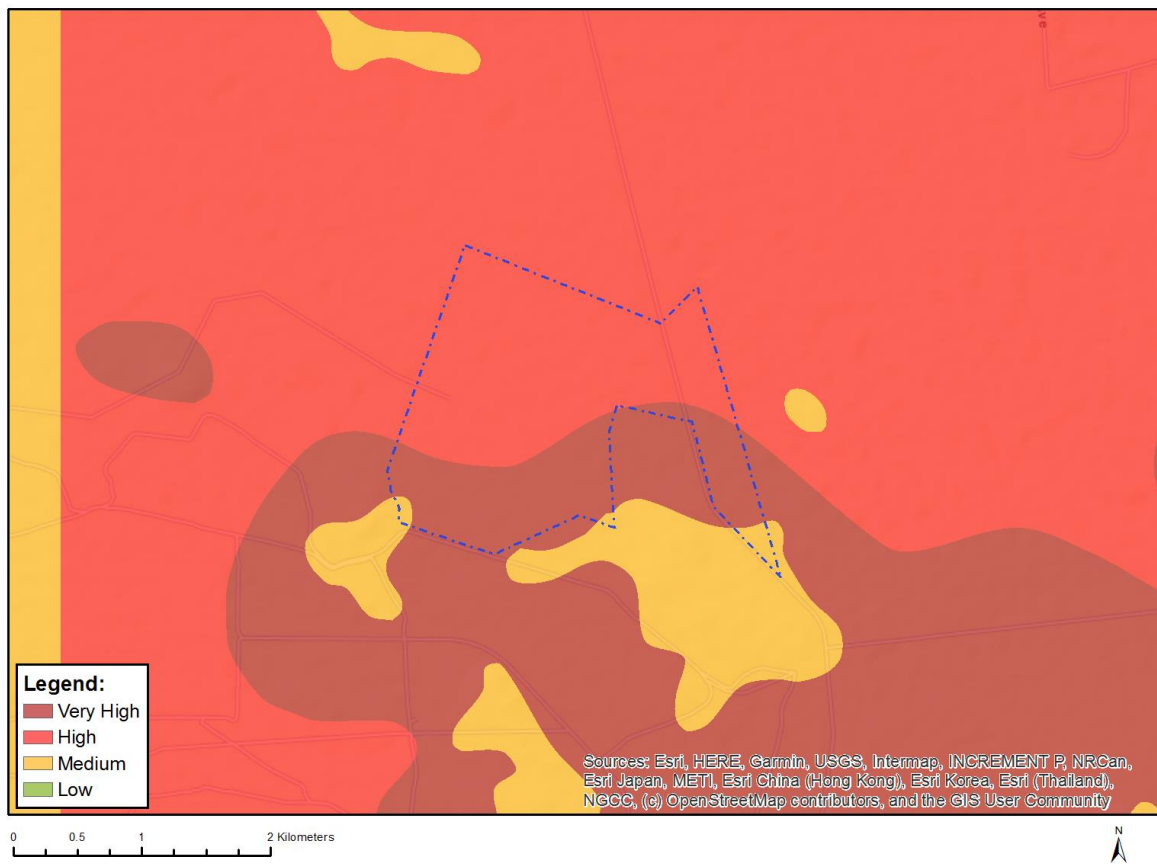 ve
Legend:
Very High
High
Medium
Low
Sources: Esri, HERE, Garmin, USGS, Intermap, INCREMENT P, NRCan,
Esri Japan, METI, Esri China (Hong Kong), Esri Korea, Esri (Thailand),
NGCC, (c) OpenStreetMap contributors, and the GIS User Community
0 0.5 1 2 Kilometers
N